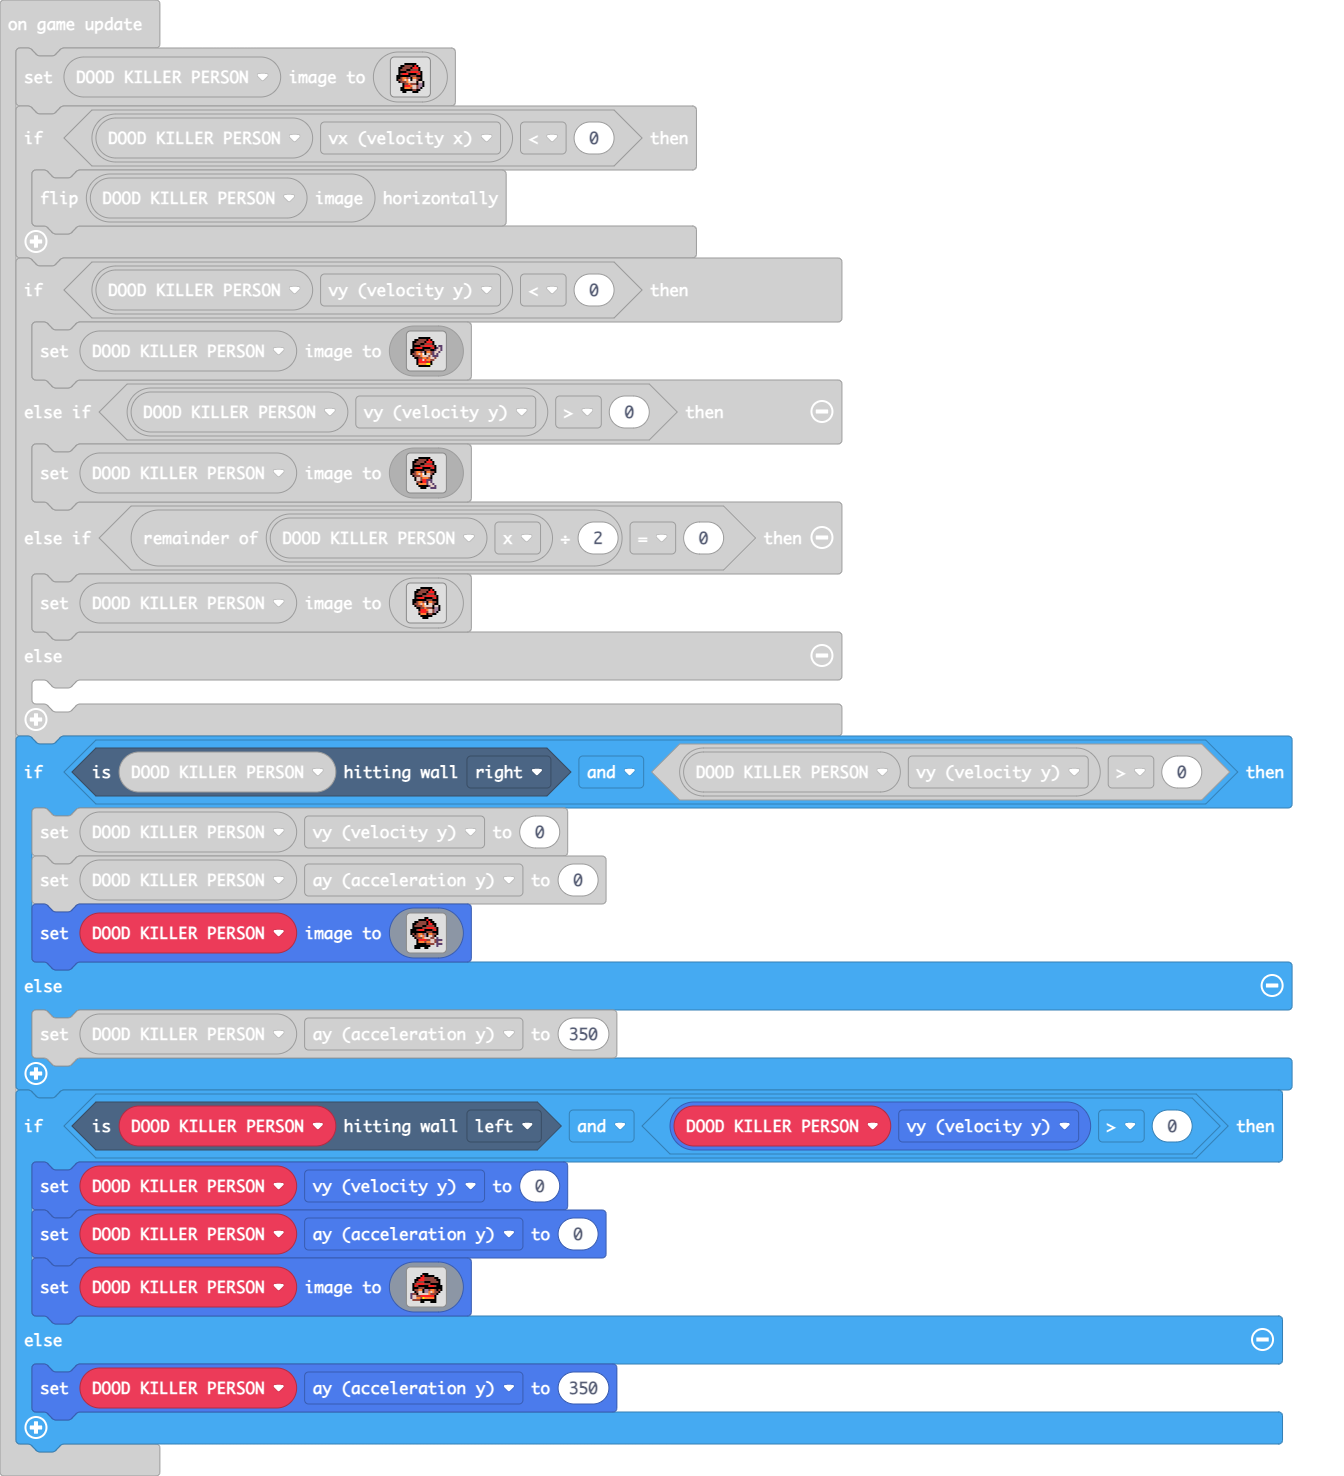 on game update
set DOOD KILLER PERSON image to
if DOOD KILLER PERSON vx (velocity x) < 0 then
flip DOOD KILLER PERSON image horizontally
if DOOD KILLER PERSON vy (velocity y) < 0 then
set DOOD KILLER PERSON image to
else if DOOD KILLER PERSON vy (velocity y) > 0 then
set DOOD KILLER PERSON image to
else if remainder of DOOD KILLER PERSON x ÷ 2 = 0 then
set DOOD KILLER PERSON image to
else
if is DOOD KILLER PERSON hitting wall right and DOOD KILLER PERSON vy (velocity y) > 0 then
set DOOD KILLER PERSON vy (velocity y) to 0
set DOOD KILLER PERSON ay (acceleration y) to 0
set DOOD KILLER PERSON image to
else
set DOOD KILLER PERSON ay (acceleration y) to 350
if is DOOD KILLER PERSON hitting wall left and DOOD KILLER PERSON vy (velocity y) > 0 then
set DOOD KILLER PERSON vy (velocity y) to 0
set DOOD KILLER PERSON ay (acceleration y) to 0
set DOOD KILLER PERSON image to
else
set DOOD KILLER PERSON ay (acceleration y) to 350